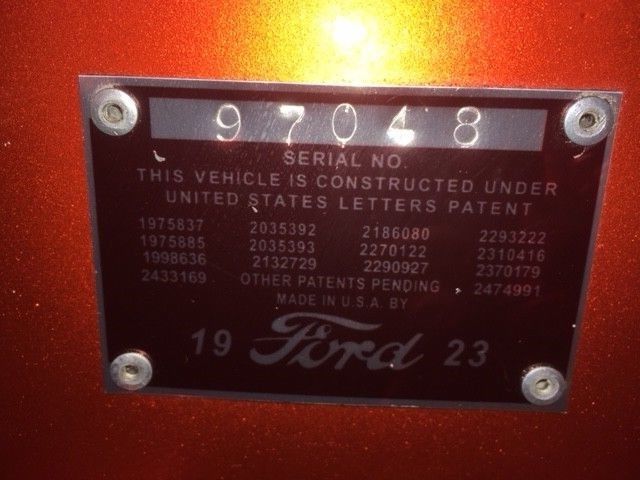 97048
SERIAL NO.
THIS VEHICLE IS CONSTRUCTED UNDER
UNITED STATES LETTERS PATENT
1975837 2035392 2186080 2293222
1975885 2035393 2270122 2310416
1998636 2132729 2290927 2370179
2433169 OTHER PATENTS PENDING 2474991
MADE IN U.S.A. BY
19 Ford 23